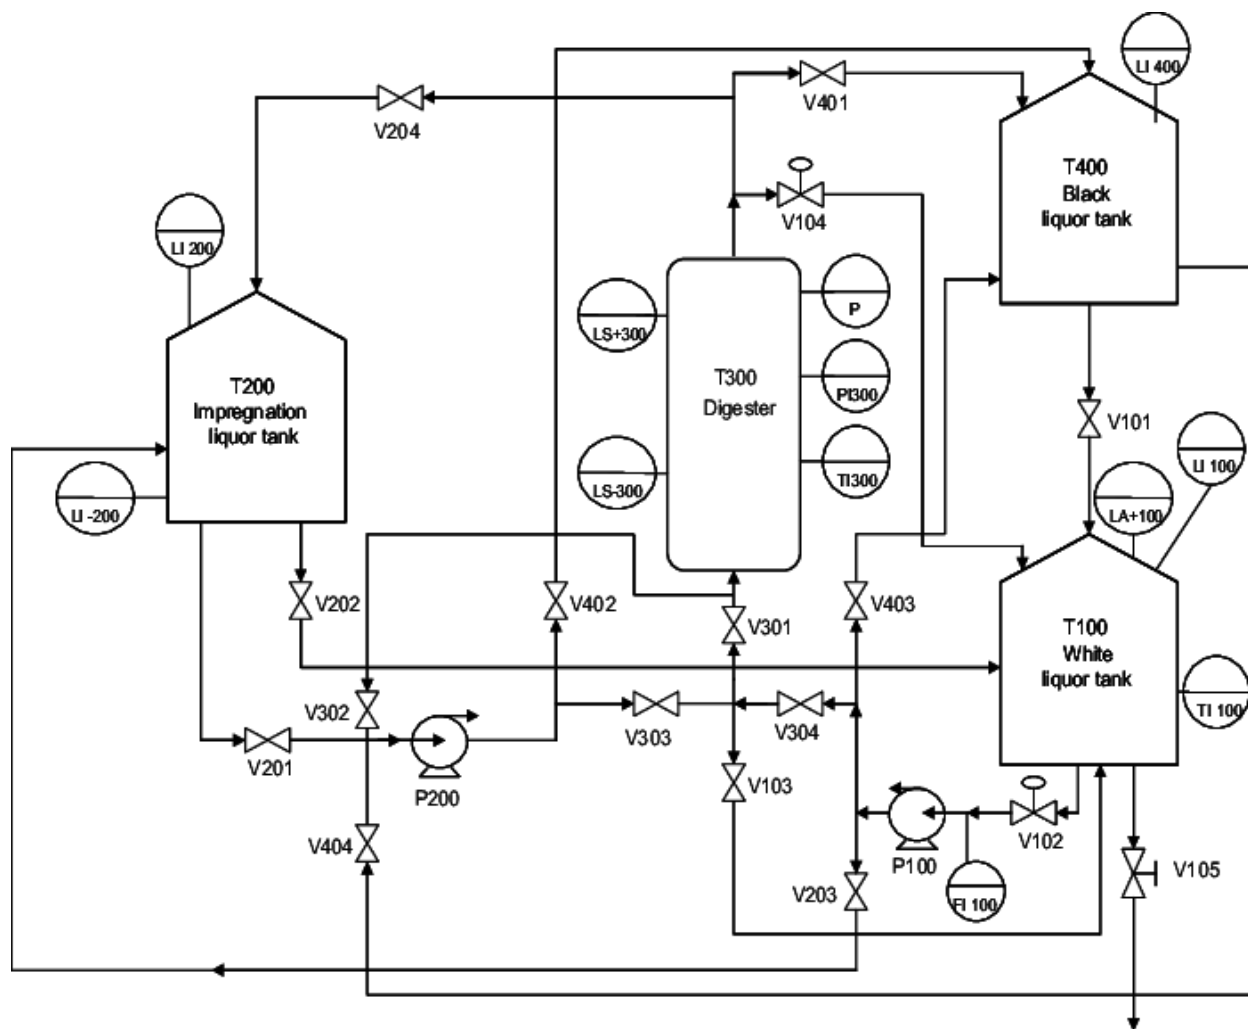 LI 400
V401
V204
T400
Black
liquor tank
V104
LI 200
P
LS+300
T200
Impregnation
liquor tank
T300
Digester
PI300
V101
LI 100
LS-300
TI300
LI -200
LA+100
V202
V402
V403
V301
T100
White
liquor tank
TI 100
V302
V303
V304
V201
P200
V103
V102
V404
P100
V105
V203
FI 100